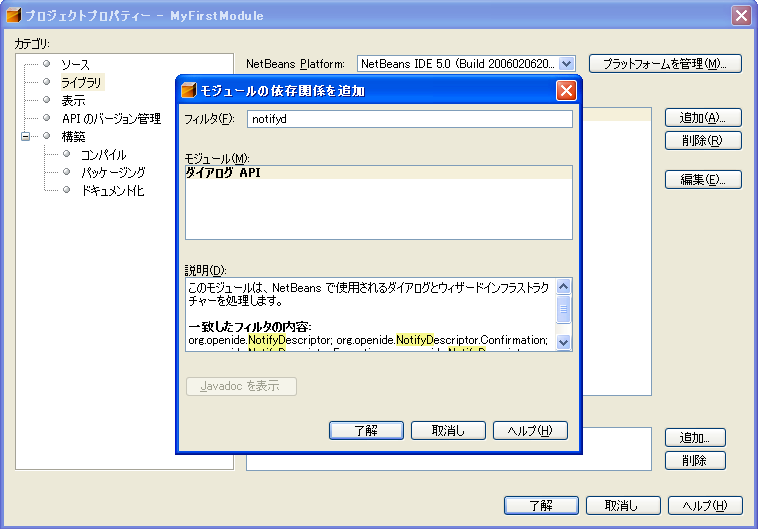 プロジェクトプロパティー - MyFirstModule
カテゴリ:
ソース
ライブラリ
表示
API のバージョン管理
構築
コンパイル
パッケージング
ドキュメント化
NetBeans Platform:
NetBeans IDE 5.0 (Build 2006020620...
プラットフォームを管理(M)...
追加(A)...
削除(R)
編集(E)...
モジュールの依存関係を追加
フィルタ(F):
notifyd
モジュール(M):
ダイアログ API
説明(D):
このモジュールは、NetBeans で使用されるダイアログとウィザードインフラストラク
チャーを処理します。
一致したフィルタの内容:
org.openide.NotifyDescriptor; org.openide.NotifyDescriptor.Confirmation;
Javadoc を表示
了解
取消し
ヘルプ(H)
追加...
削除
了解
取消し
ヘルプ(H)